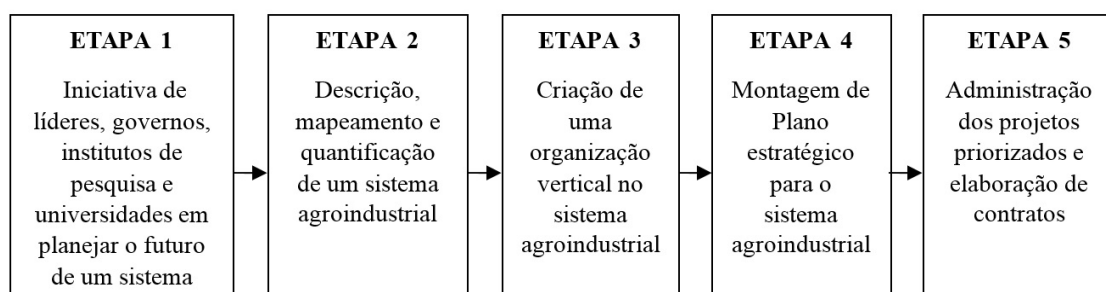 ETAPA 1
Iniciativa de
líderes, governos,
institutos de
pesquisa e
universidades em
planejar o futuro
de um sistema
ETAPA 2
Descrição,
mapeamento e
quantificação
de um sistema
agroindustrial
ETAPA 3
Criação de
uma
organização
vertical no
sistema
agroindustrial
ETAPA 4
Montagem de
Plano
estratégico
para o
sistema
agroindustrial
ETAPA 5
Administração
dos projetos
priorizados e
elaboração de
contratos